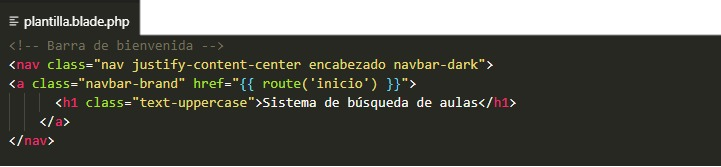 plantilla.blade.php
<!-- Barra de bienvenida -->
<nav class="nav justify-content-center encabezado navbar-dark">
<a class="navbar-brand" href="{{ route('inicio') }}">
<h1 class="text-uppercase">Sistema de búsqueda de aulas</h1>
</a>
</nav>